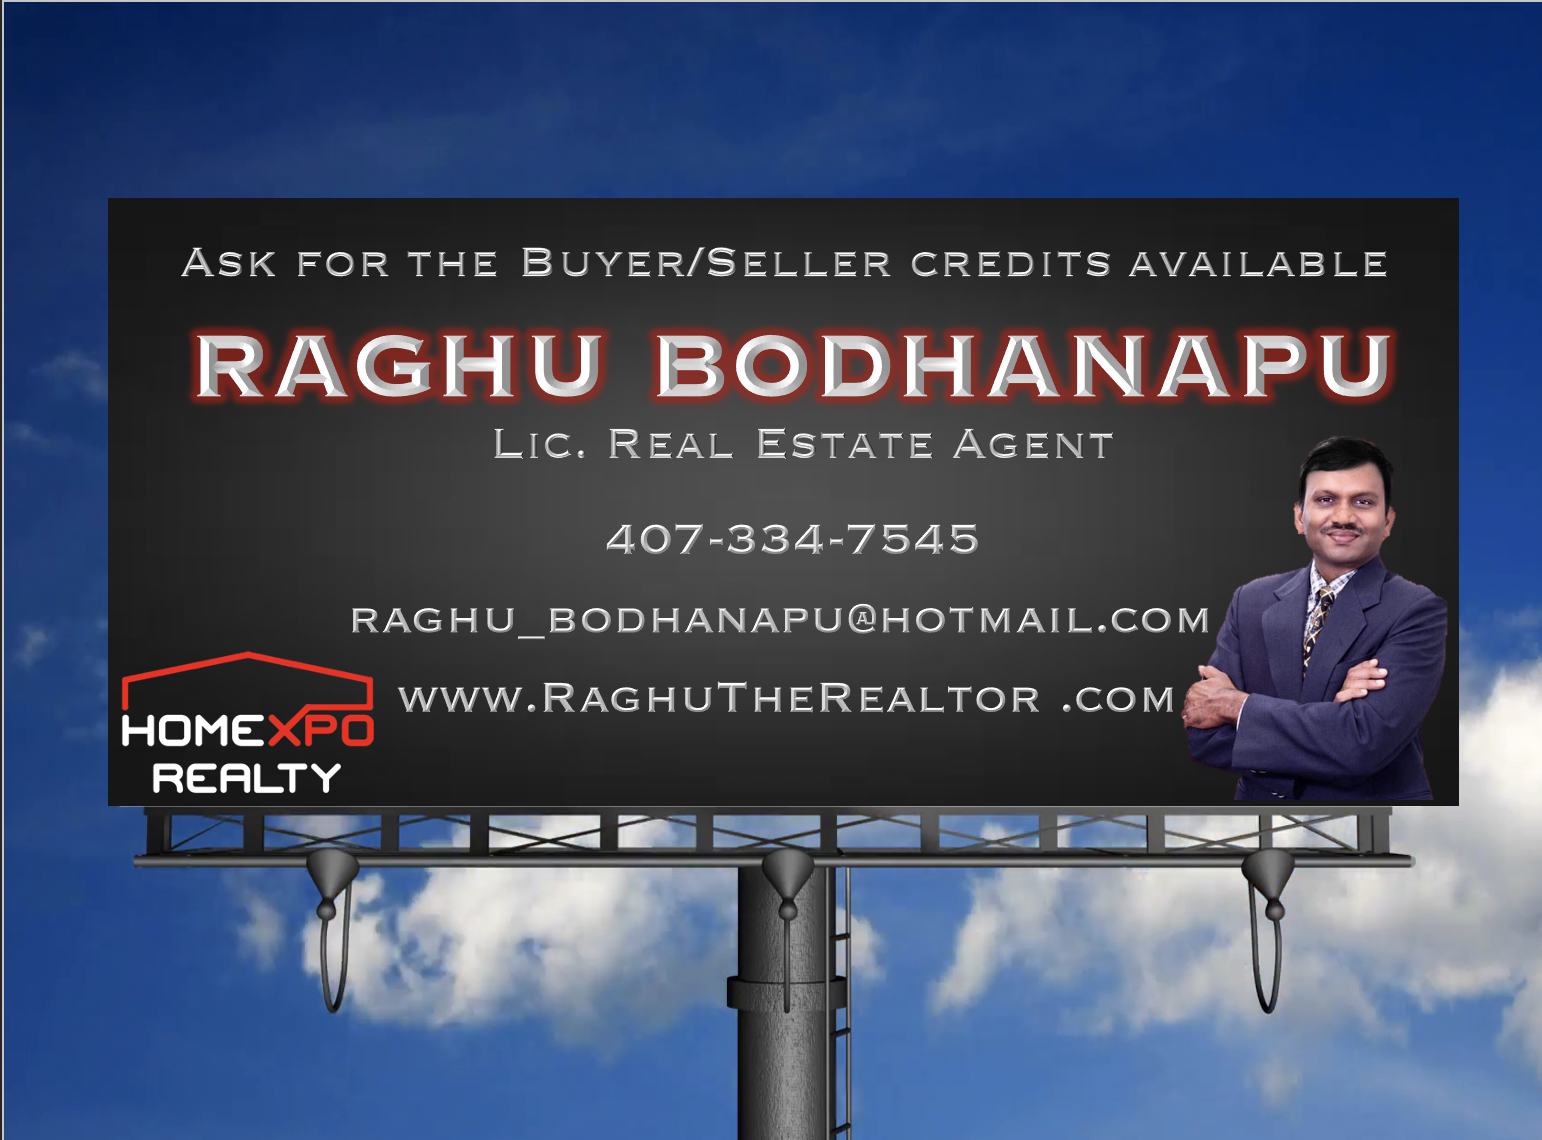 Ask for the Buyer/Seller credits available
RAGHU BODHANAPU
Lic. Real Estate Agent
407-334-7545
raghu_bodhanapu@hotmail.com
www.RaghuTheRealtor .com
HOMEXPO
REALTY